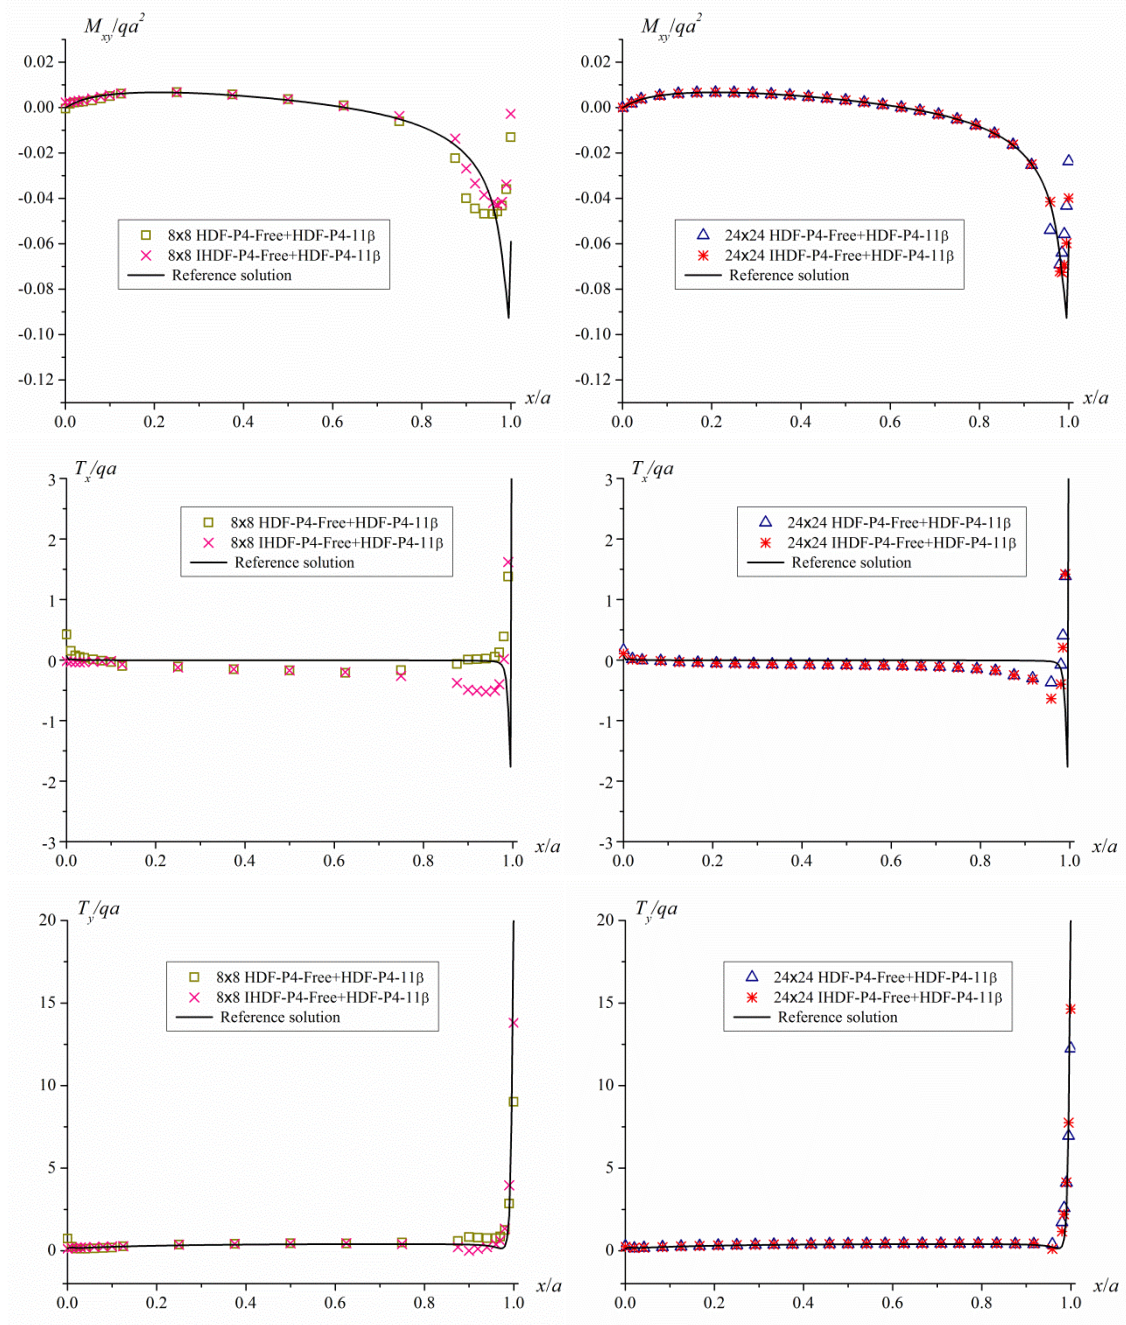 M_xy/qa²
0.02
0.00
-0.02
-0.04
-0.06
-0.08
-0.10
-0.12
8x8 HDF-P4-Free+HDF-P4-11β
8x8 IHDF-P4-Free+HDF-P4-11β
Reference solution
x/a
0.0 0.2 0.4 0.6 0.8 1.0
M_xy/qa²
0.02
0.00
-0.02
-0.04
-0.06
-0.08
-0.10
-0.12
24x24 HDF-P4-Free+HDF-P4-11β
24x24 IHDF-P4-Free+HDF-P4-11β
Reference solution
x/a
0.0 0.2 0.4 0.6 0.8 1.0
T_x/qa
3
2
1
0
-1
-2
-3
8x8 HDF-P4-Free+HDF-P4-11β
8x8 IHDF-P4-Free+HDF-P4-11β
Reference solution
x/a
0.0 0.2 0.4 0.6 0.8 1.0
T_x/qa
3
2
1
0
-1
-2
-3
24x24 HDF-P4-Free+HDF-P4-11β
24x24 IHDF-P4-Free+HDF-P4-11β
Reference solution
x/a
0.0 0.2 0.4 0.6 0.8 1.0
T_y/qa
20
15
10
5
0
8x8 HDF-P4-Free+HDF-P4-11β
8x8 IHDF-P4-Free+HDF-P4-11β
Reference solution
x/a
0.0 0.2 0.4 0.6 0.8 1.0
T_y/qa
20
15
10
5
0
24x24 HDF-P4-Free+HDF-P4-11β
24x24 IHDF-P4-Free+HDF-P4-11β
Reference solution
x/a
0.0 0.2 0.4 0.6 0.8 1.0